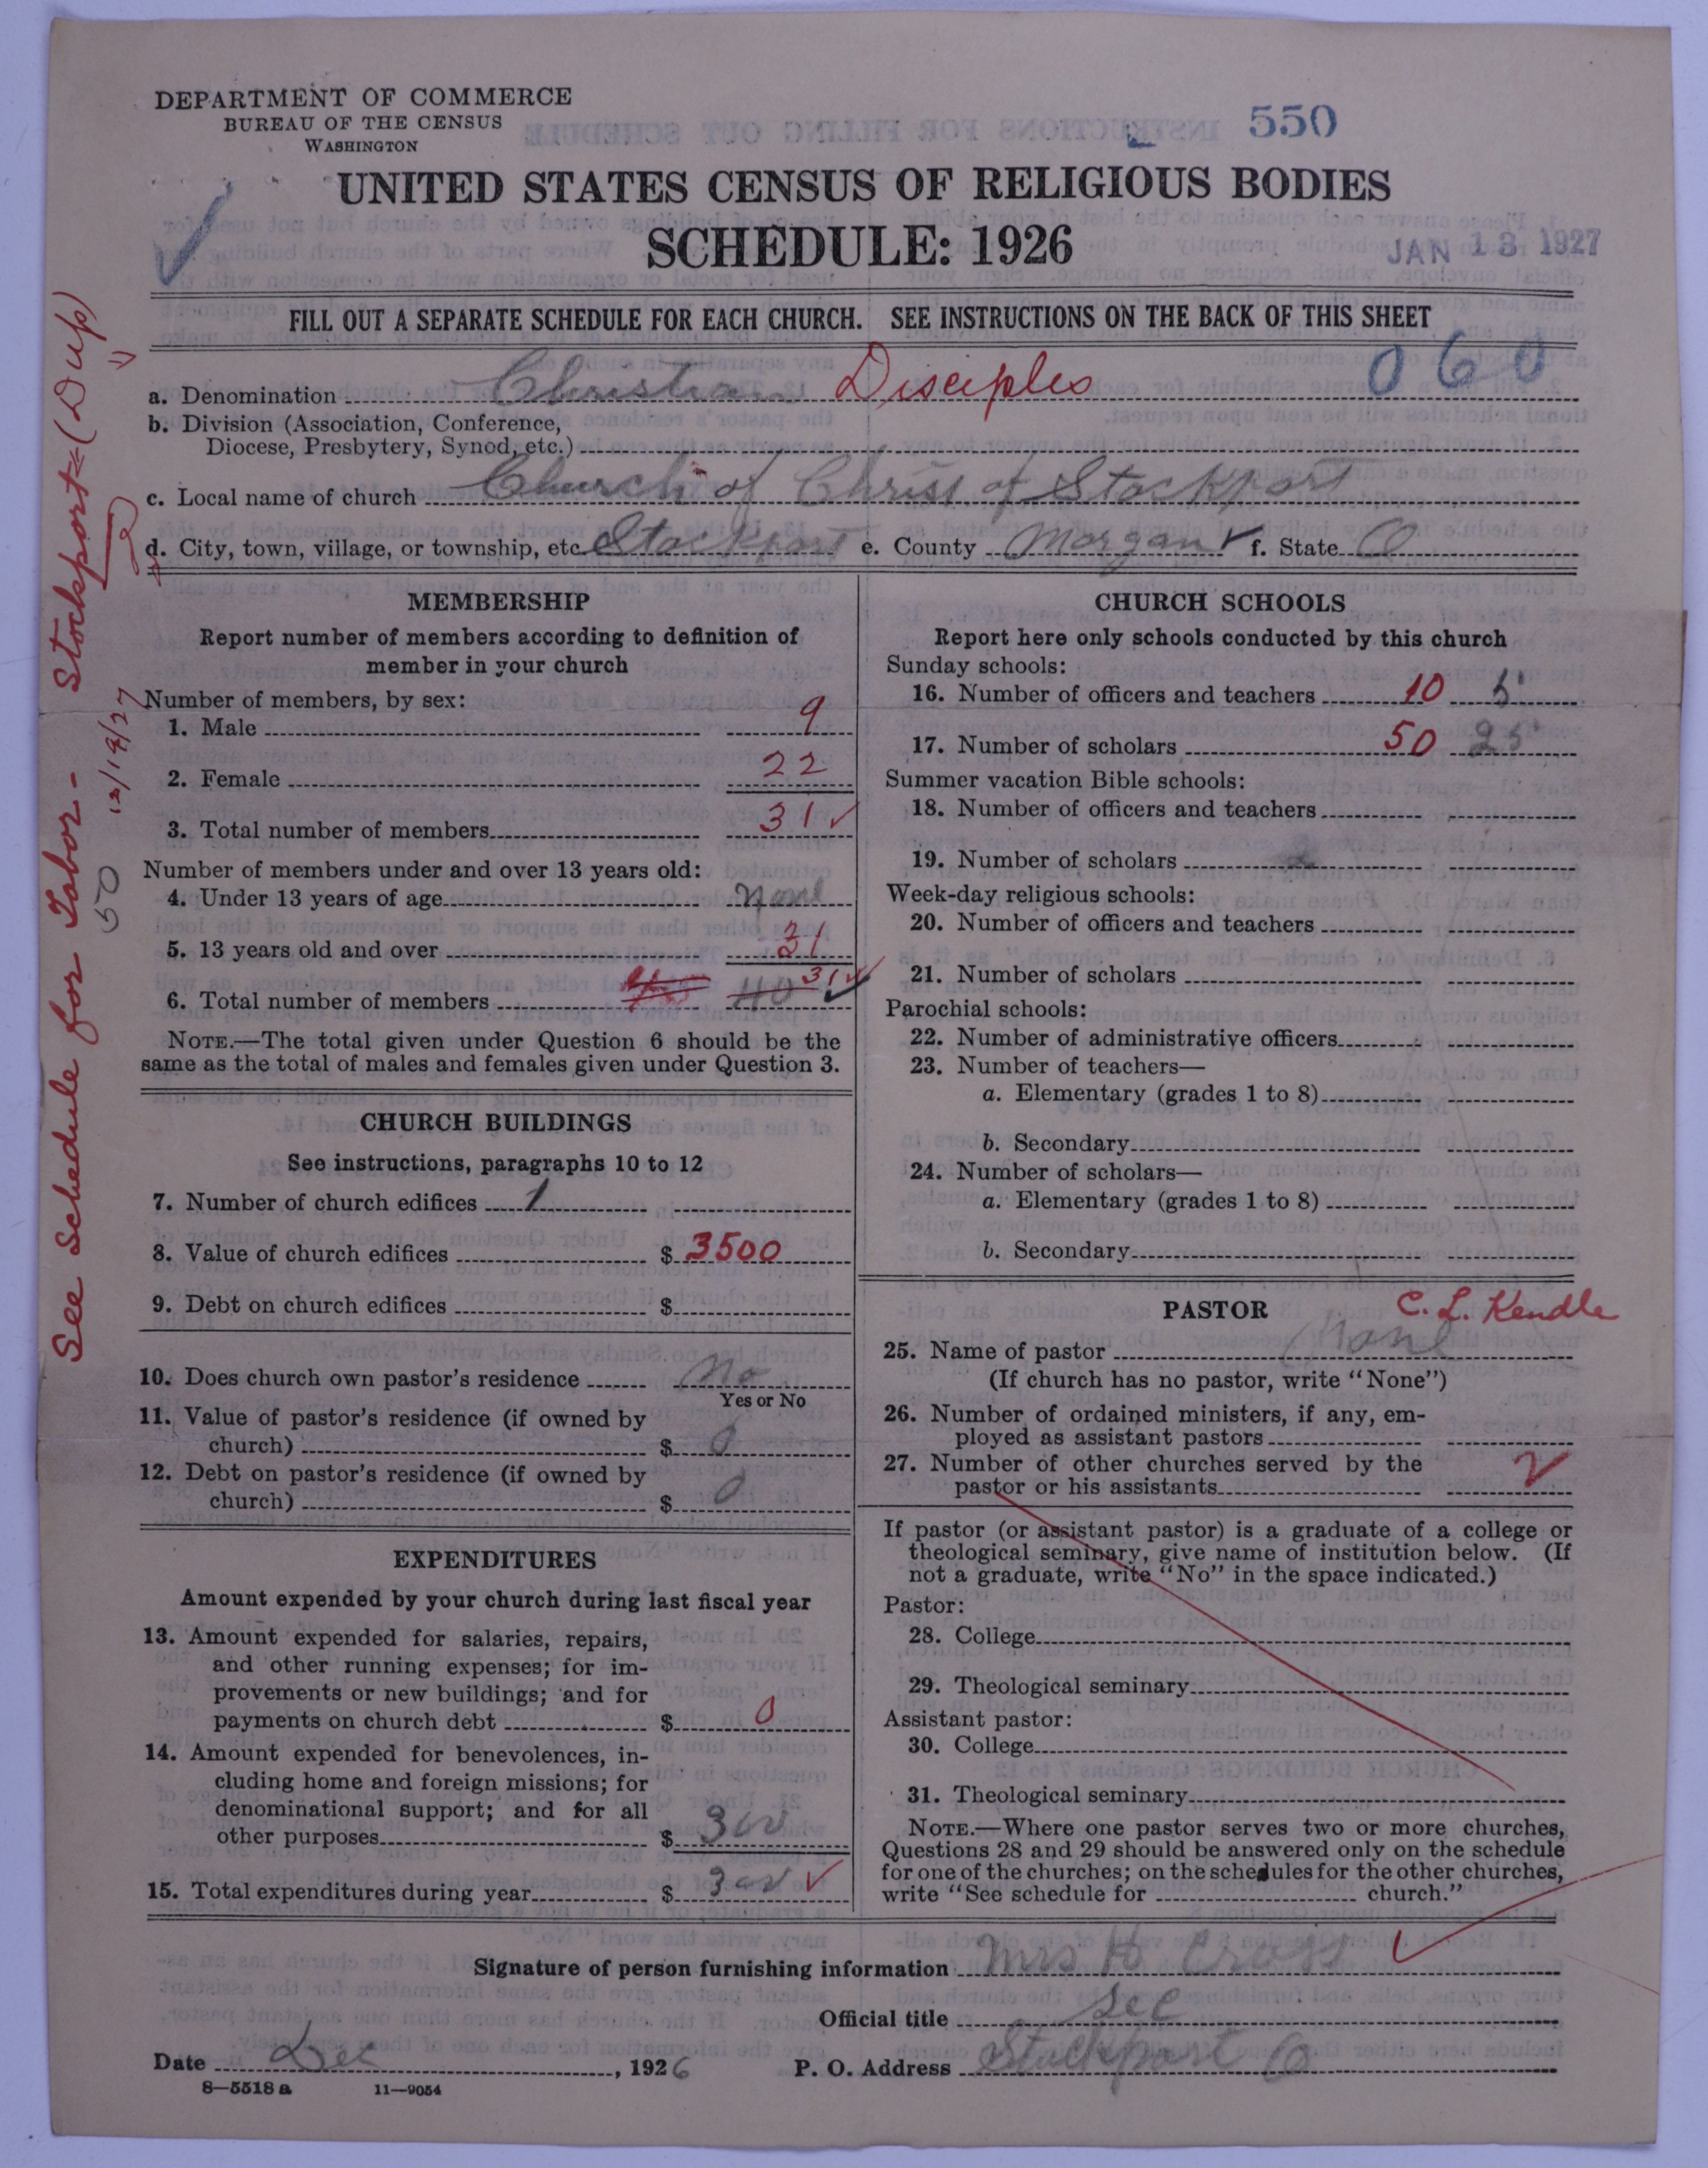 DEPARTMENT OF COMMERCE
BUREAU OF THE CENSUS
WASHINGTON
550
UNITED STATES CENSUS OF RELIGIOUS BODIES
SCHEDULE: 1926
JAN 13 1927
FILL OUT A SEPARATE SCHEDULE FOR EACH CHURCH. SEE INSTRUCTIONS ON THE BACK OF THIS SHEET
a. Denomination Christian Disciples 060
b. Division (Association, Conference,
Diocese, Presbytery, Synod, etc.)
c. Local name of church Church of Christ of Stockport
d. City, town, village, or township, etc. Stockport e. County Morgan f. State O
MEMBERSHIP
Report number of members according to definition of
member in your church
Number of members, by sex:
1. Male 9
2. Female 22
3. Total number of members 31
Number of members under and over 13 years old:
4. Under 13 years of age None
5. 13 years old and over 31
6. Total number of members 40 31
NOTE.—The total given under Question 6 should be the
same as the total of males and females given under Question 3.
CHURCH BUILDINGS
See instructions, paragraphs 10 to 12
7. Number of church edifices 1
8. Value of church edifices $ 3500
9. Debt on church edifices $
10. Does church own pastor's residence No
Yes or No
11. Value of pastor's residence (if owned by
church) $ 0
12. Debt on pastor's residence (if owned by
church) $ 0
EXPENDITURES
Amount expended by your church during last fiscal year
13. Amount expended for salaries, repairs,
and other running expenses; for im-
provements or new buildings; and for
payments on church debt $ 0
14. Amount expended for benevolences, in-
cluding home and foreign missions; for
denominational support; and for all
other purposes $
15. Total expenditures during year $
CHURCH SCHOOLS
Report here only schools conducted by this church
Sunday schools:
16. Number of officers and teachers 10 5
17. Number of scholars 50 25
Summer vacation Bible schools:
18. Number of officers and teachers
19. Number of scholars
Week-day religious schools:
20. Number of officers and teachers
21. Number of scholars
Parochial schools:
22. Number of administrative officers
23. Number of teachers—
a. Elementary (grades 1 to 8)
b. Secondary
24. Number of scholars—
a. Elementary (grades 1 to 8)
b. Secondary
PASTOR C. L. Kendle
25. Name of pastor None
(If church has no pastor, write "None")
26. Number of ordained ministers, if any, em-
ployed as assistant pastors
27. Number of other churches served by the
pastor or his assistants 2
If pastor (or assistant pastor) is a graduate of a college or
theological seminary, give name of institution below. (If
not a graduate, write "No" in the space indicated.)
Pastor:
28. College
29. Theological seminary
Assistant pastor:
30. College
31. Theological seminary
NOTE.—Where one pastor serves two or more churches,
Questions 28 and 29 should be answered only on the schedule
for one of the churches; on the schedules for the other churches,
write "See schedule for church."
Signature of person furnishing information Mrs H Cross
Official title Sec
Date Dec, 1926 P. O. Address Stockport O
8—5518 a 11—9054
See Schedule for Tabor - Stockport (Dup)
50 12/19/27